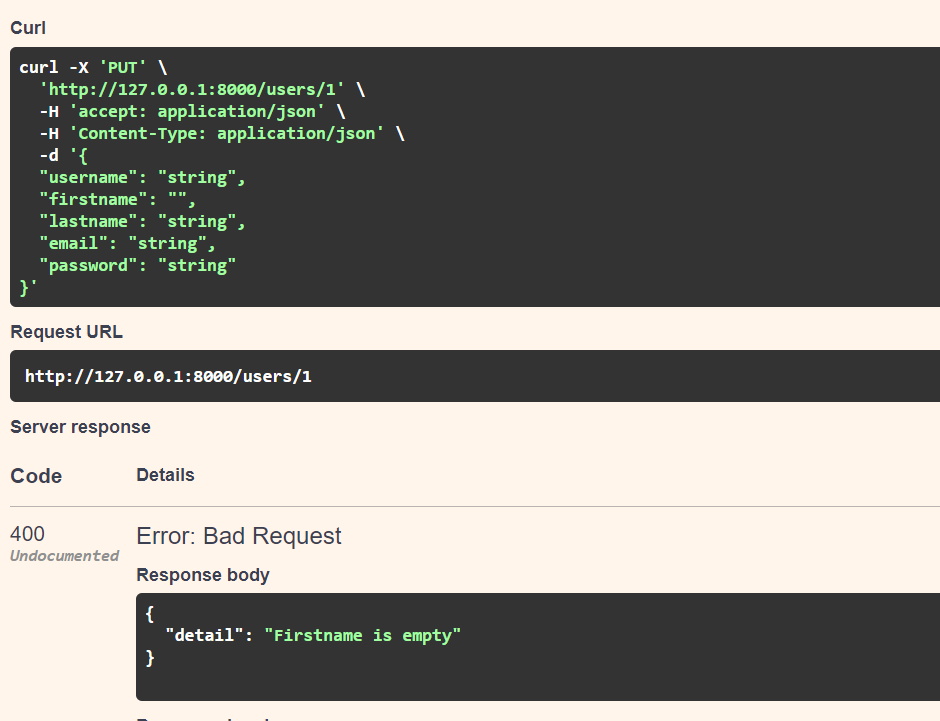 Curl
curl -X 'PUT' \
  'http://127.0.0.1:8000/users/1' \
  -H 'accept: application/json' \
  -H 'Content-Type: application/json' \
  -d '{
  "username": "string",
  "firstname": "",
  "lastname": "string",
  "email": "string",
  "password": "string"
}'
Request URL
http://127.0.0.1:8000/users/1
Server response
Code Details
400 Error: Bad Request
Undocumented
Response body
{
  "detail": "Firstname is empty"
}